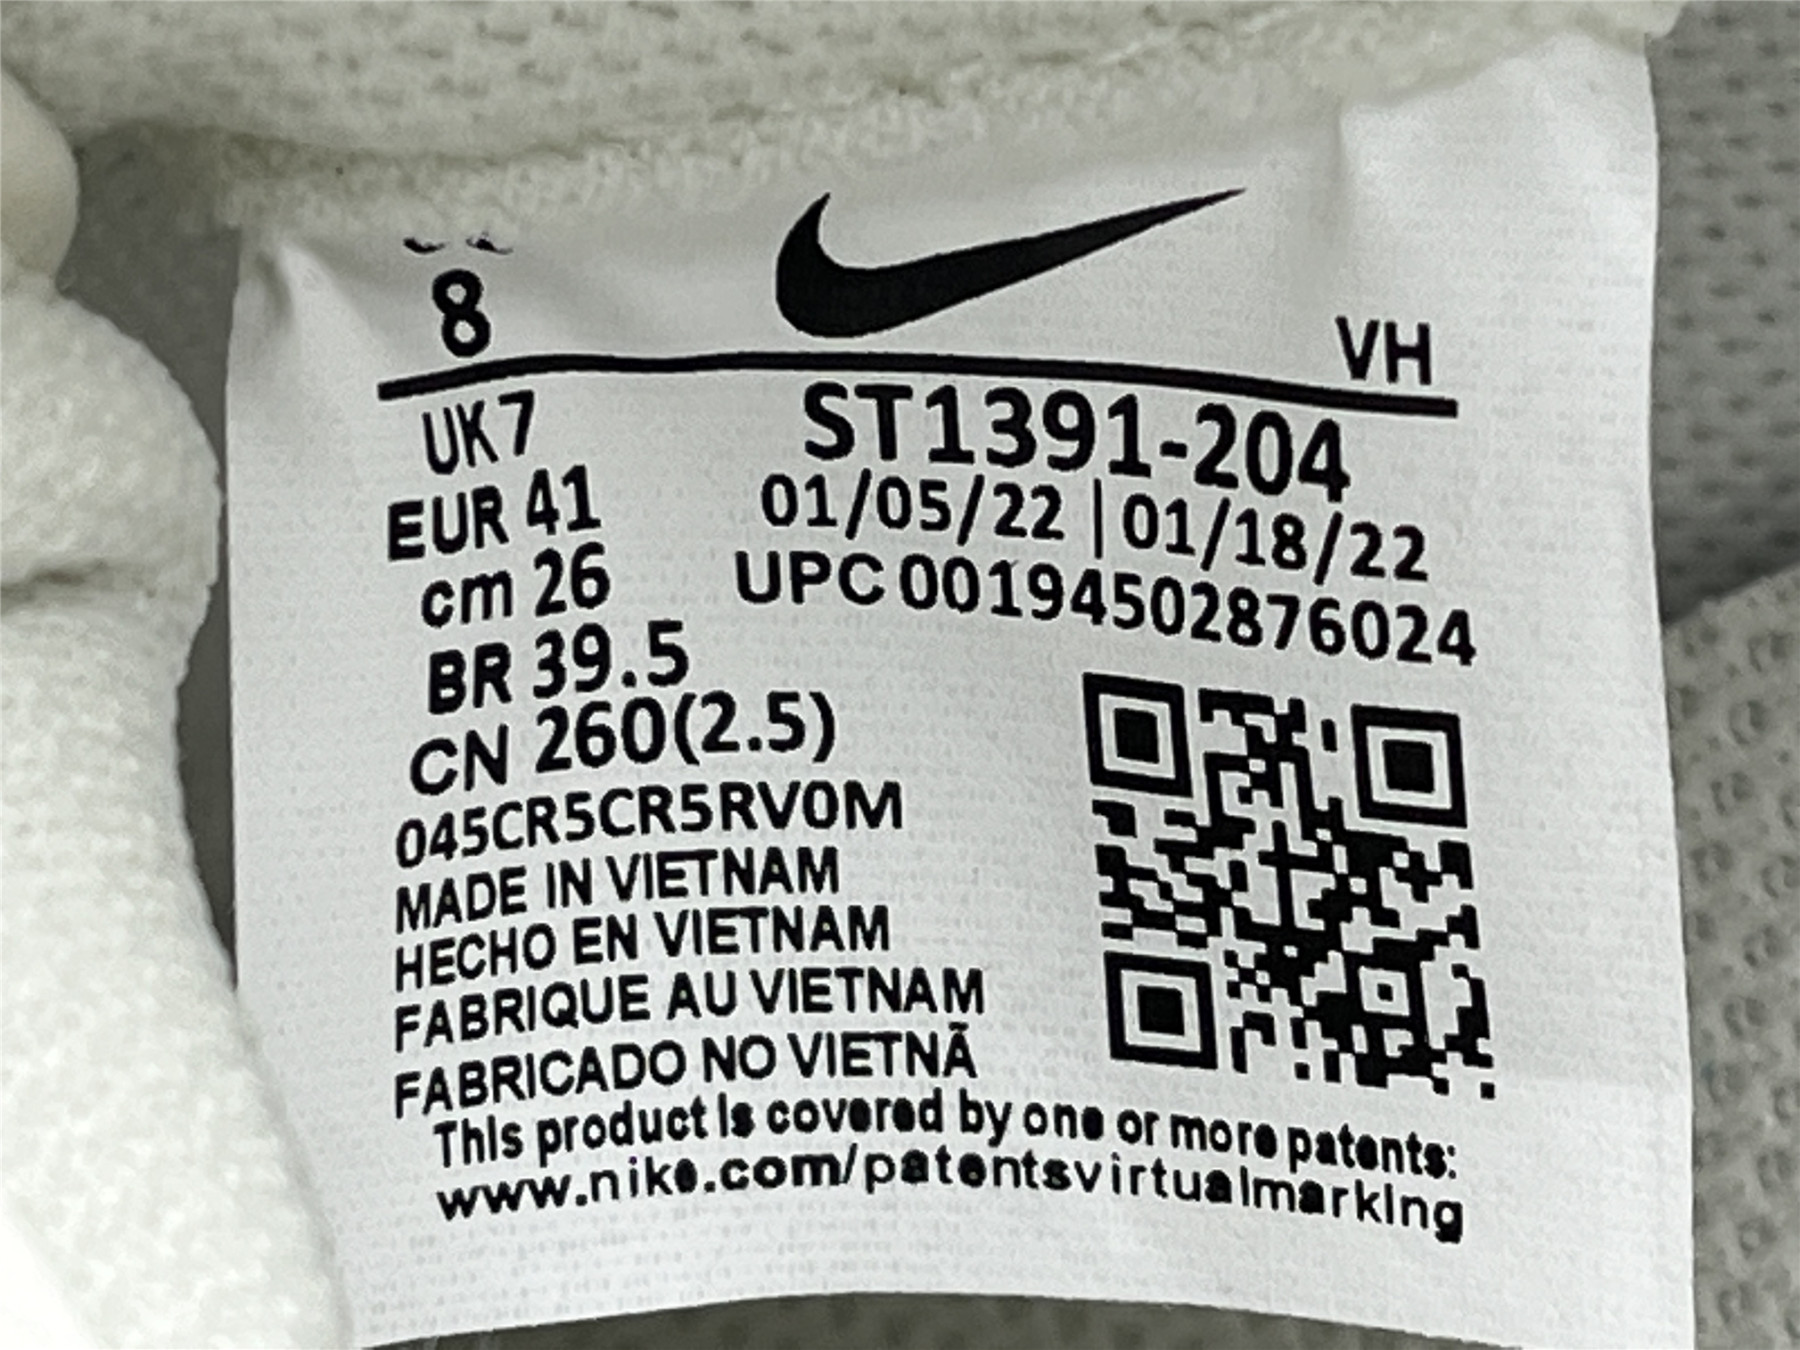 8
VH
UK 7
EUR 41
cm 26
BR 39.5
CN 260(2.5)
ST1391-204
01/05/22 | 01/18/22
UPC 00194502876024
045CR5CR5RV0M
MADE IN VIETNAM
HECHO EN VIETNAM
FABRIQUE AU VIETNAM
FABRICADO NO VIETNÃ
This product is covered by one or more patents:
www.nike.com/patentsvirtualmarking